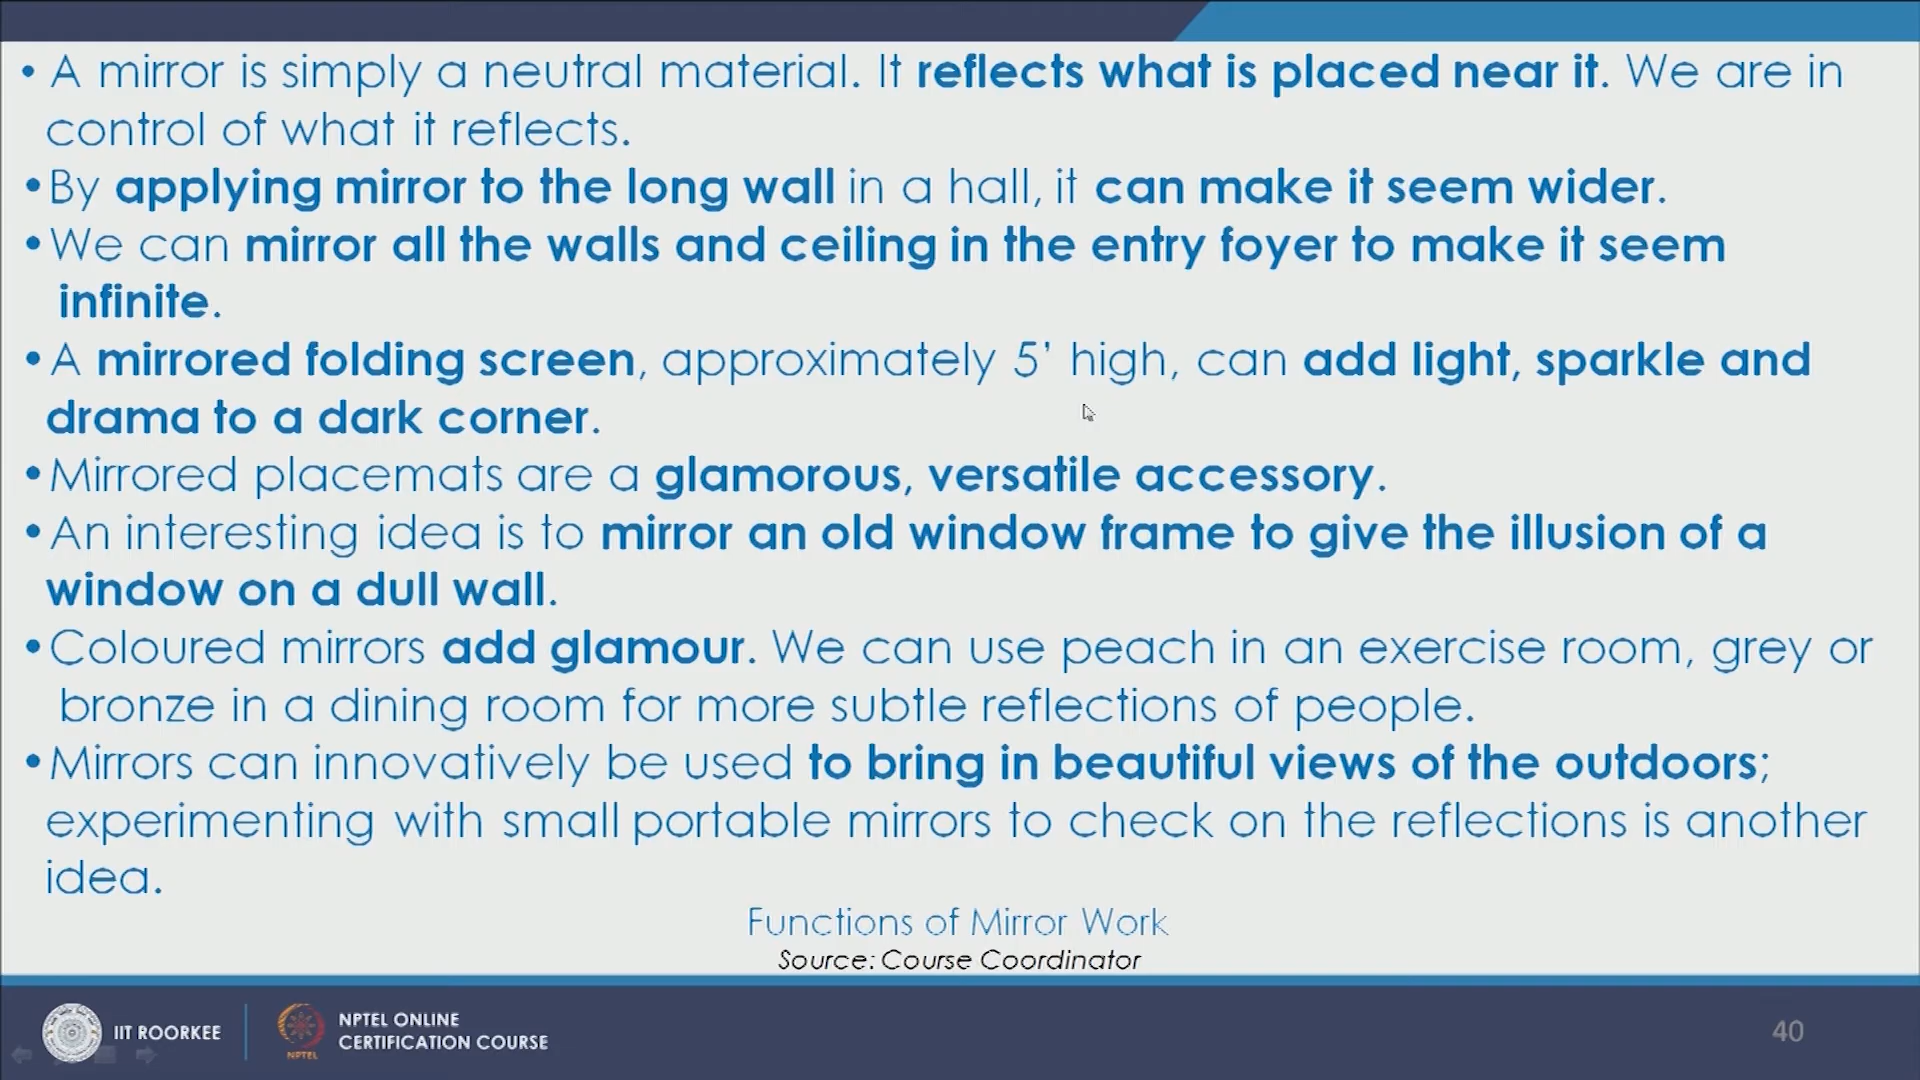 • A mirror is simply a neutral material. It reflects what is placed near it. We are in
control of what it reflects.
•By applying mirror to the long wall in a hall, it can make it seem wider.
•We can mirror all the walls and ceiling in the entry foyer to make it seem
infinite.
•A mirrored folding screen, approximately 5’ high, can add light, sparkle and
drama to a dark corner.
•Mirrored placemats are a glamorous, versatile accessory.
•An interesting idea is to mirror an old window frame to give the illusion of a
window on a dull wall.
•Coloured mirrors add glamour. We can use peach in an exercise room, grey or
bronze in a dining room for more subtle reflections of people.
•Mirrors can innovatively be used to bring in beautiful views of the outdoors;
experimenting with small portable mirrors to check on the reflections is another
idea.
Functions of Mirror Work
Source: Course Coordinator
IIT ROORKEE
NPTEL
NPTEL ONLINE
CERTIFICATION COURSE
40